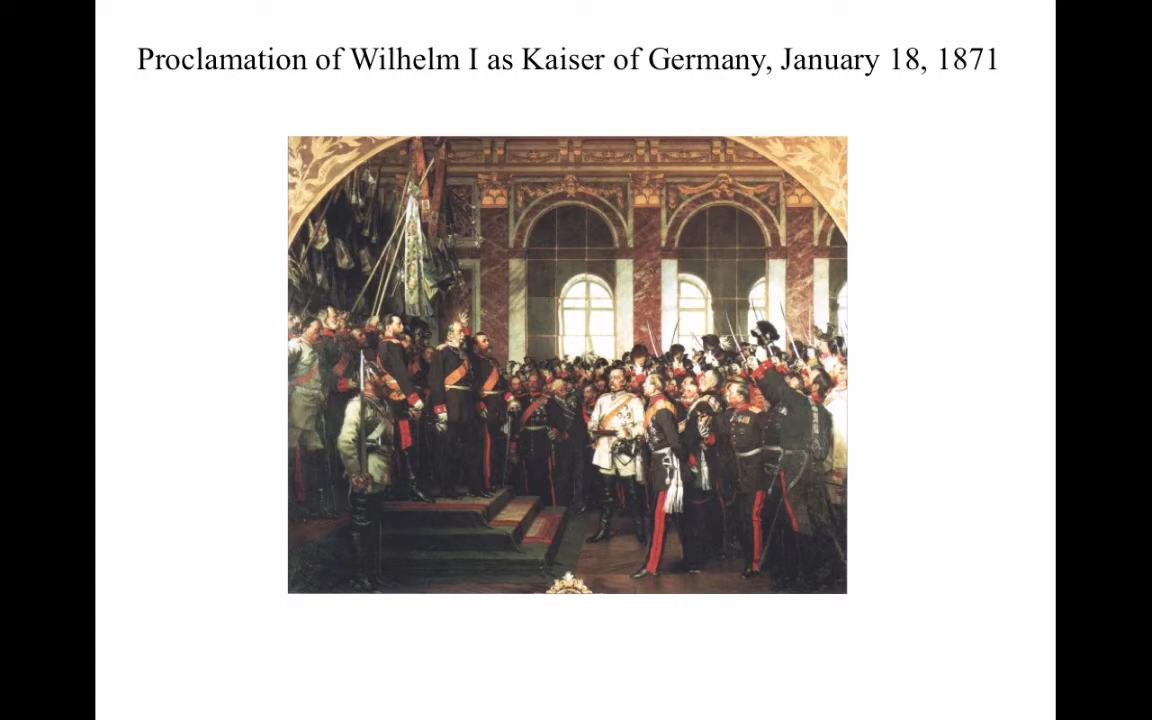 Proclamation of Wilhelm I as Kaiser of Germany, January 18, 1871